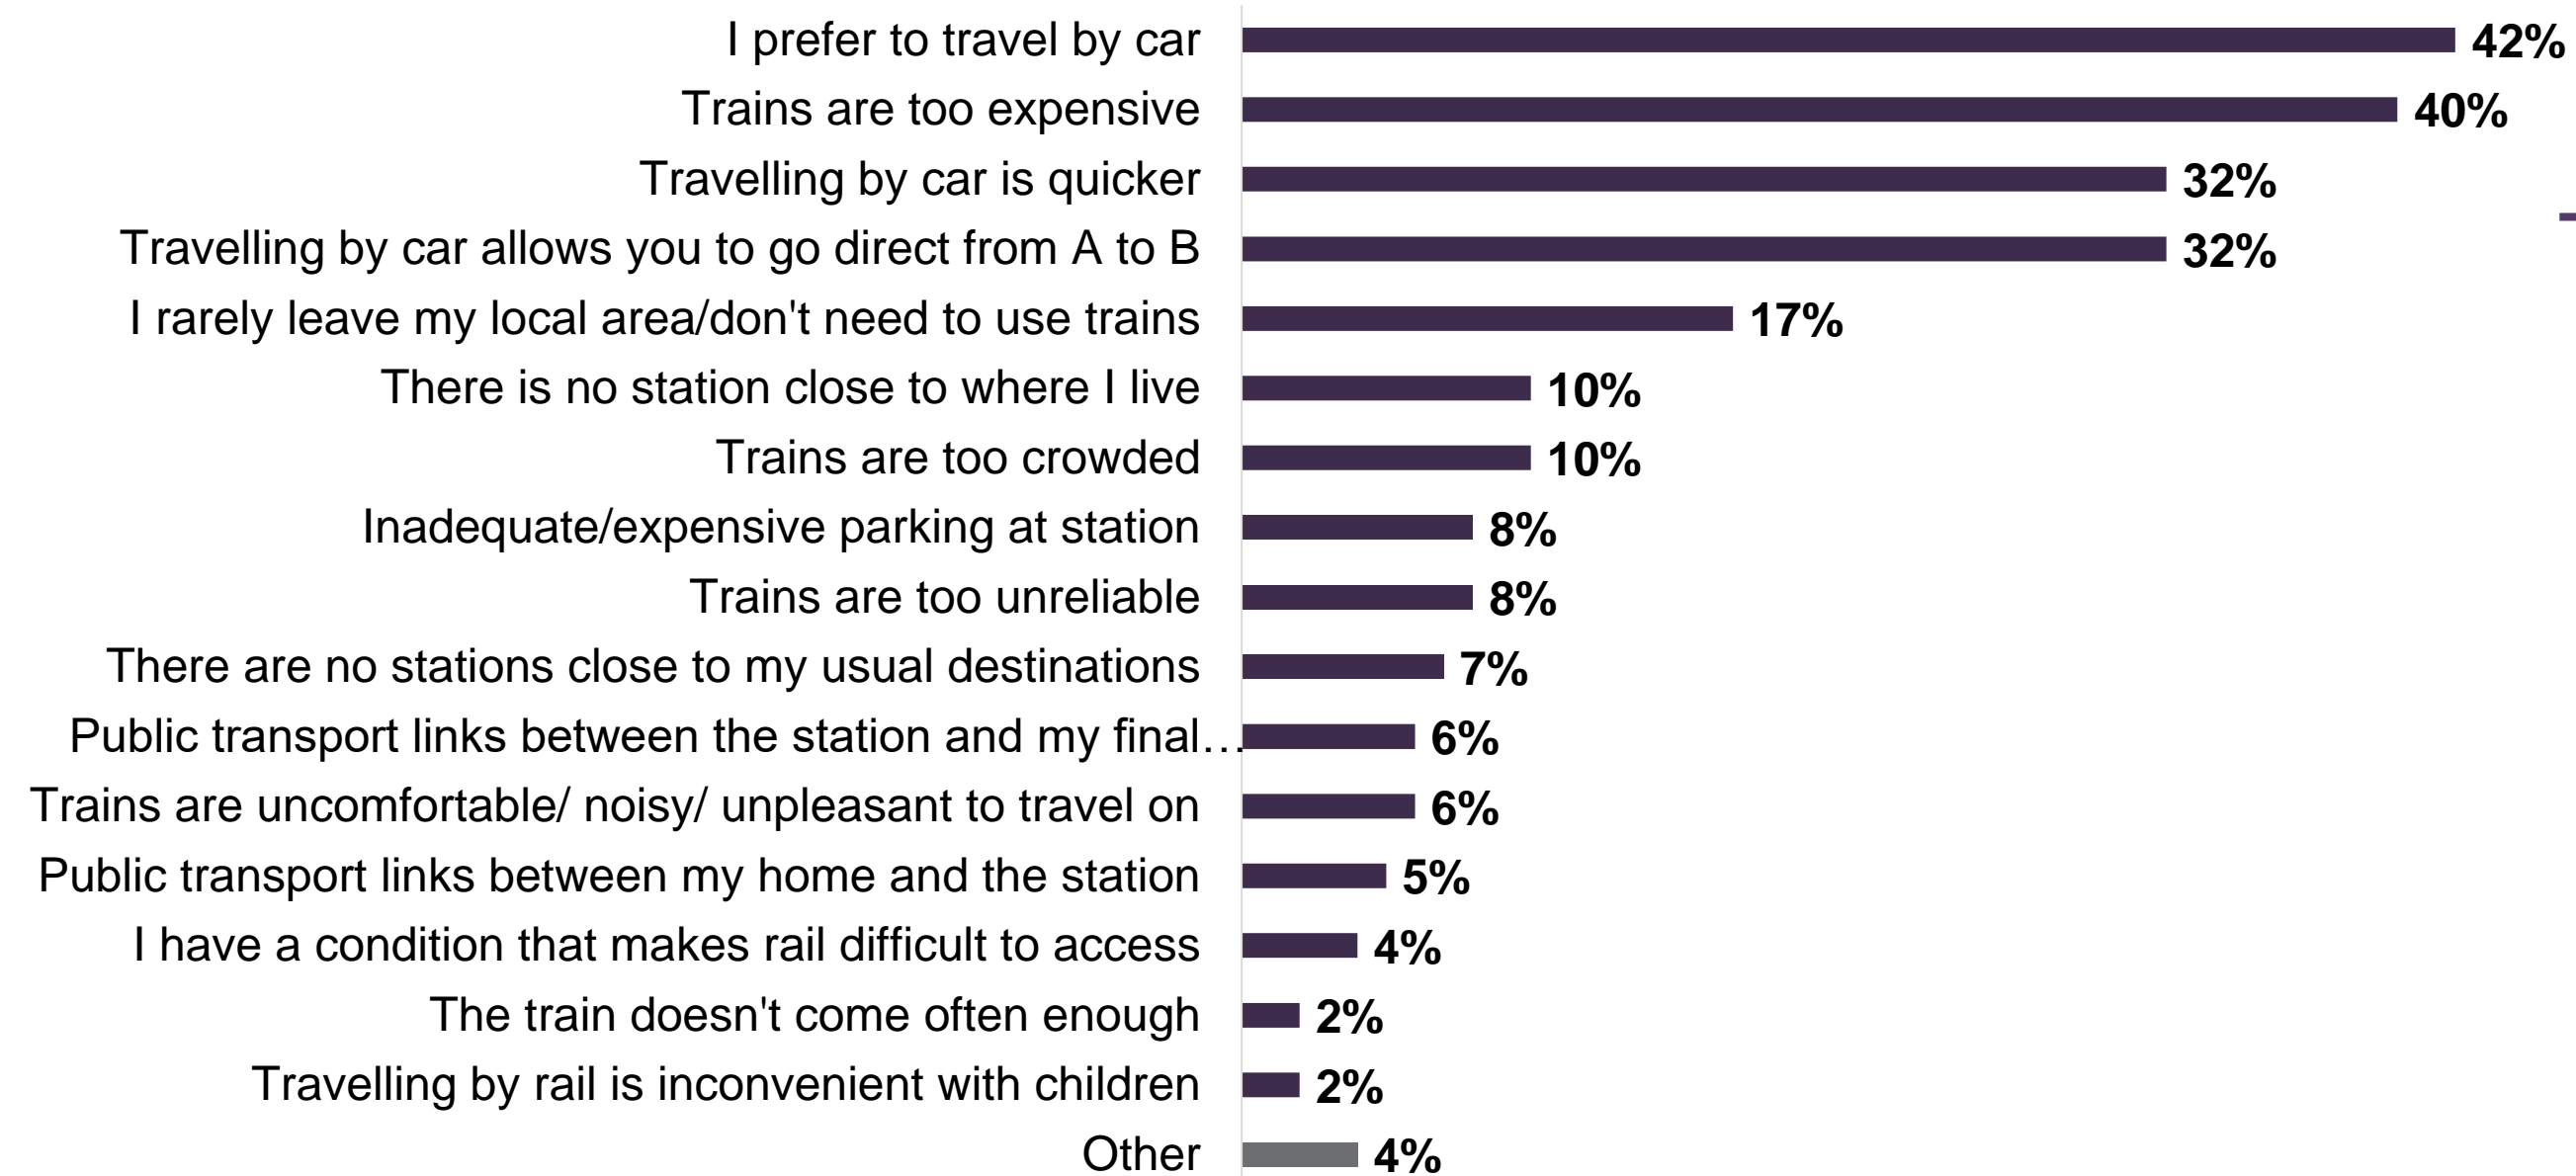 I prefer to travel by car 42%
Trains are too expensive 40%
Travelling by car is quicker 32%
Travelling by car allows you to go direct from A to B 32%
I rarely leave my local area/don't need to use trains 17%
There is no station close to where I live 10%
Trains are too crowded 10%
Inadequate/expensive parking at station 8%
Trains are too unreliable 8%
There are no stations close to my usual destinations 7%
Public transport links between the station and my final… 6%
Trains are uncomfortable/ noisy/ unpleasant to travel on 6%
Public transport links between my home and the station 5%
I have a condition that makes rail difficult to access 4%
The train doesn't come often enough 2%
Travelling by rail is inconvenient with children 2%
Other 4%